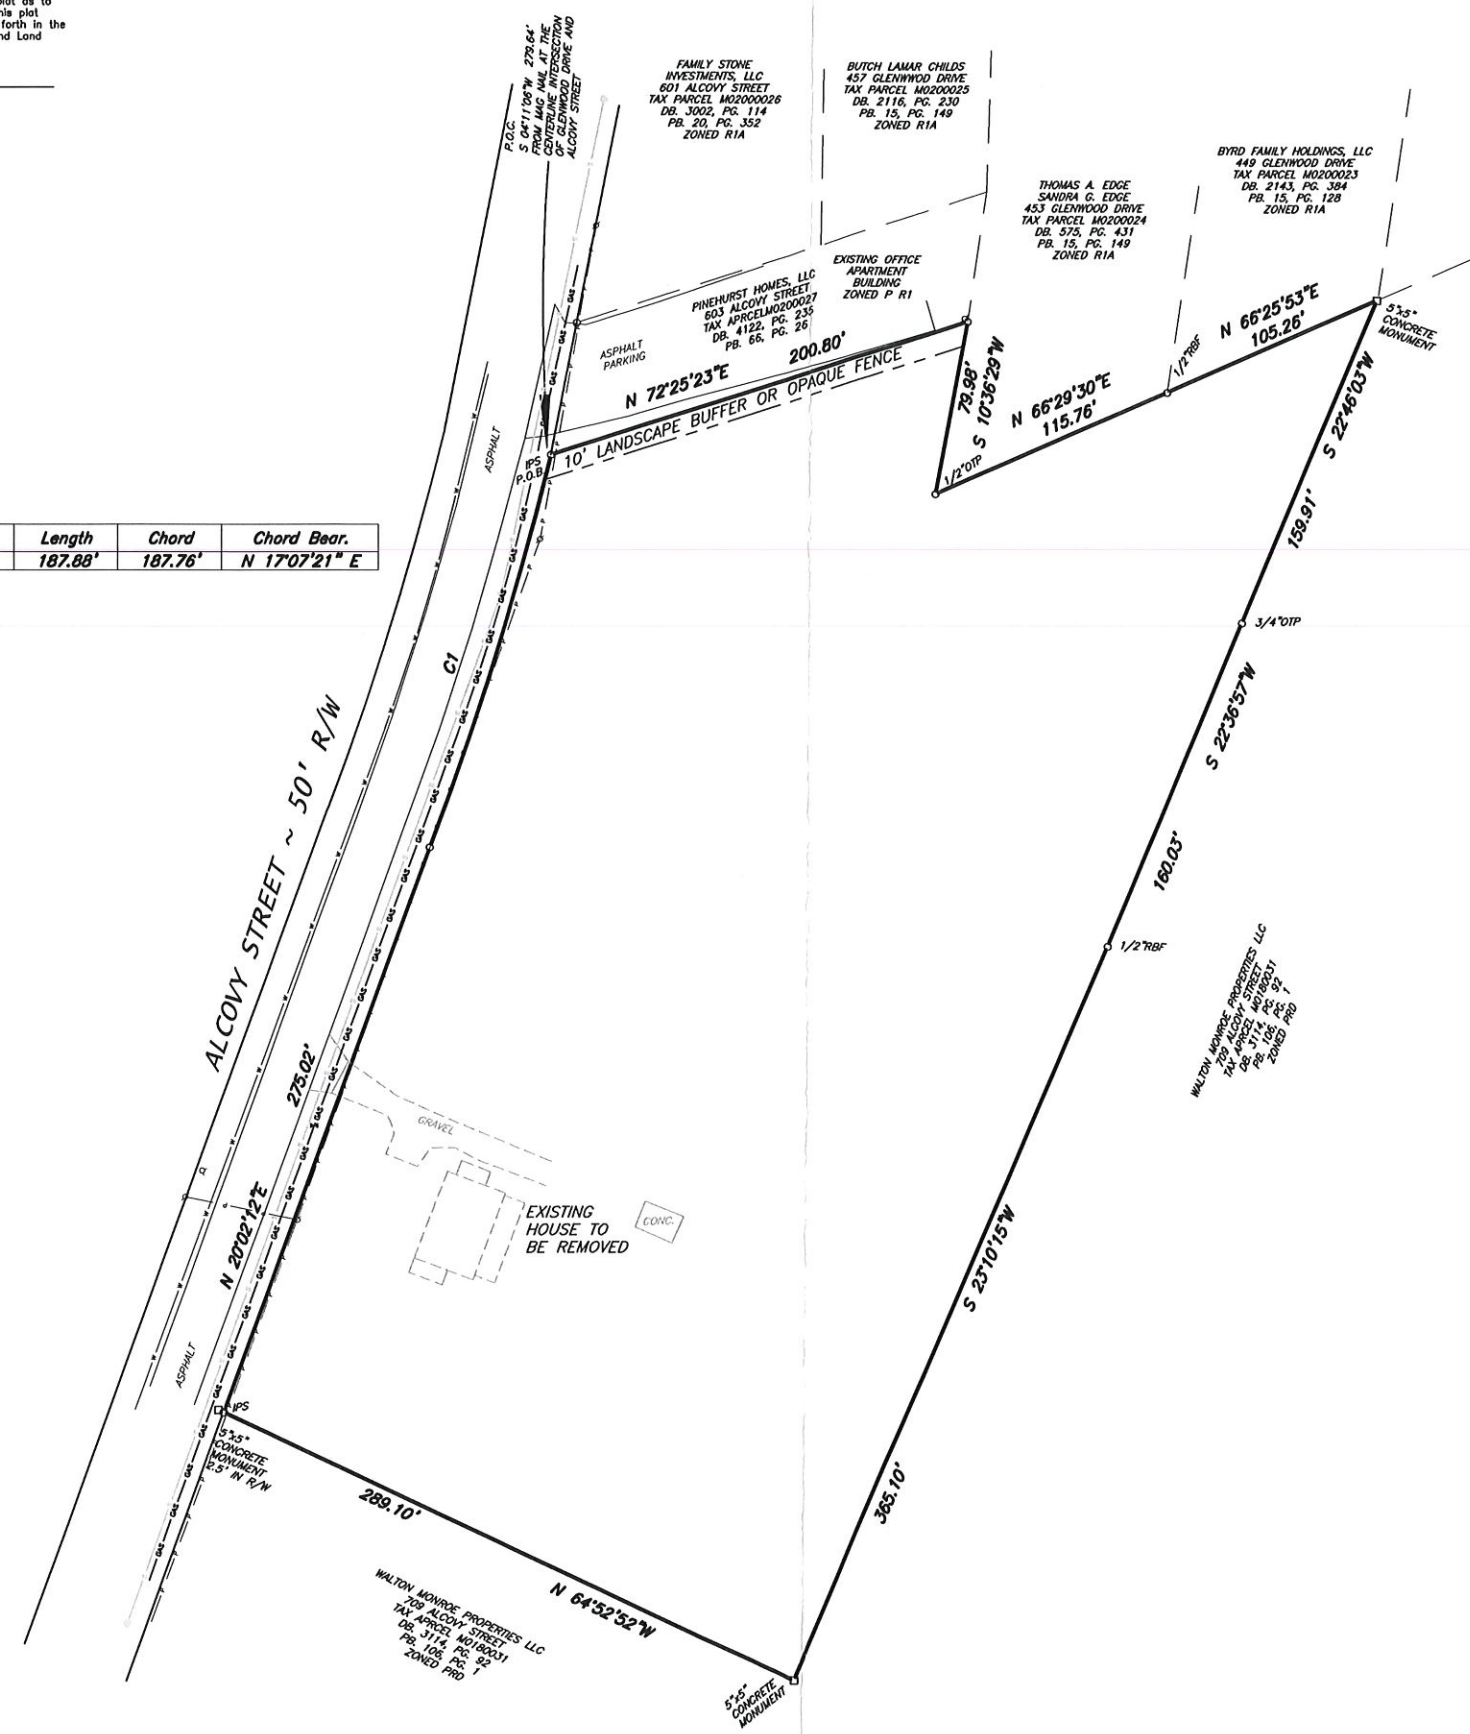 plat as to
his plat
forth in the
nd Land
P.O.C.
S 04°11'06"W 279.64'
FROM MAG NAIL AT THE
CENTERLINE INTERSECTION
OF GLENWOOD DRIVE AND
ALCOVY STREET
FAMILY STONE
INVESTMENTS, LLC
601 ALCOVY STREET
TAX PARCEL M02000026
DB. 3002, PG. 114
PB. 20, PG. 352
ZONED R1A
BUTCH LAMAR CHILDS
457 GLENWWOD DRIVE
TAX PARCEL M0200025
DB. 2116, PG. 230
PB. 15, PG. 149
ZONED R1A
THOMAS A. EDGE
SANDRA G. EDGE
453 GLENWOOD DRIVE
TAX PARCEL M0200024
DB. 575, PG. 431
PB. 15, PG. 149
ZONED R1A
BYRD FAMILY HOLDINGS, LLC
449 GLENWOOD DRIVE
TAX PARCEL M0200023
DB. 2143, PG. 384
PB. 15, PG. 128
ZONED R1A
PINEHURST HOMES, LLC
603 ALCOVY STREET
TAX APRCELM0200027
DB. 4122, PG. 235
PB. 66, PG. 26
EXISTING OFFICE
APARTMENT
BUILDING
ZONED P R1
ASPHALT
PARKING
N 72°25'23"E
200.80'
10' LANDSCAPE BUFFER OR OPAQUE FENCE
79.98'
S 10°36'29"W
1/2"OTP
N 66°29'30"E
115.76'
1/2"RBF
N 66°25'53"E
105.26'
5"x5"
CONCRETE
MONUMENT
S 22°46'03"W
159.91'
3/4"OTP
S 22°36'57"W
160.03'
1/2"RBF
S 23°10'15"W
365.10'
WALTON MONROE PROPERTIES LLC
709 ALCOVY STREET
TAX APRCEL M0180031
DB. 3114, PG. 92
PB. 106, PG. 1
ZONED PRD
IPS
P.O.B.
ASPHALT
Length Chord Chord Bear.
187.88' 187.76' N 17°07'21" E
C1
ALCOVY STREET ~ 50' R/W
275.02'
N 20°02'12"E
GRAVEL
EXISTING
HOUSE TO
BE REMOVED
CONC.
ASPHALT
IPS
5"x5"
CONCRETE
MONUMENT
2.5' IN R/W
289.10'
N 64°52'52"W
WALTON MONROE PROPERTIES LLC
709 ALCOVY STREET
TAX APRCEL M0180031
DB. 3114, PG. 92
PB. 106, PG. 1
ZONED PRD
5"x5"
CONCRETE
MONUMENT